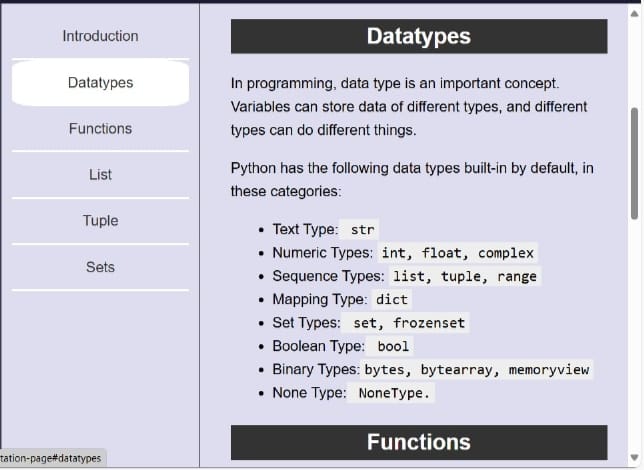 Introduction
Datatypes
Functions
List
Tuple
Sets
Datatypes
In programming, data type is an important concept.
Variables can store data of different types, and different
types can do different things.
Python has the following data types built-in by default, in
these categories:
Text Type: str
Numeric Types: int, float, complex
Sequence Types: list, tuple, range
Mapping Type: dict
Set Types: set, frozenset
Boolean Type: bool
Binary Types: bytes, bytearray, memoryview
None Type: NoneType.
Functions
tation-page#datatypes